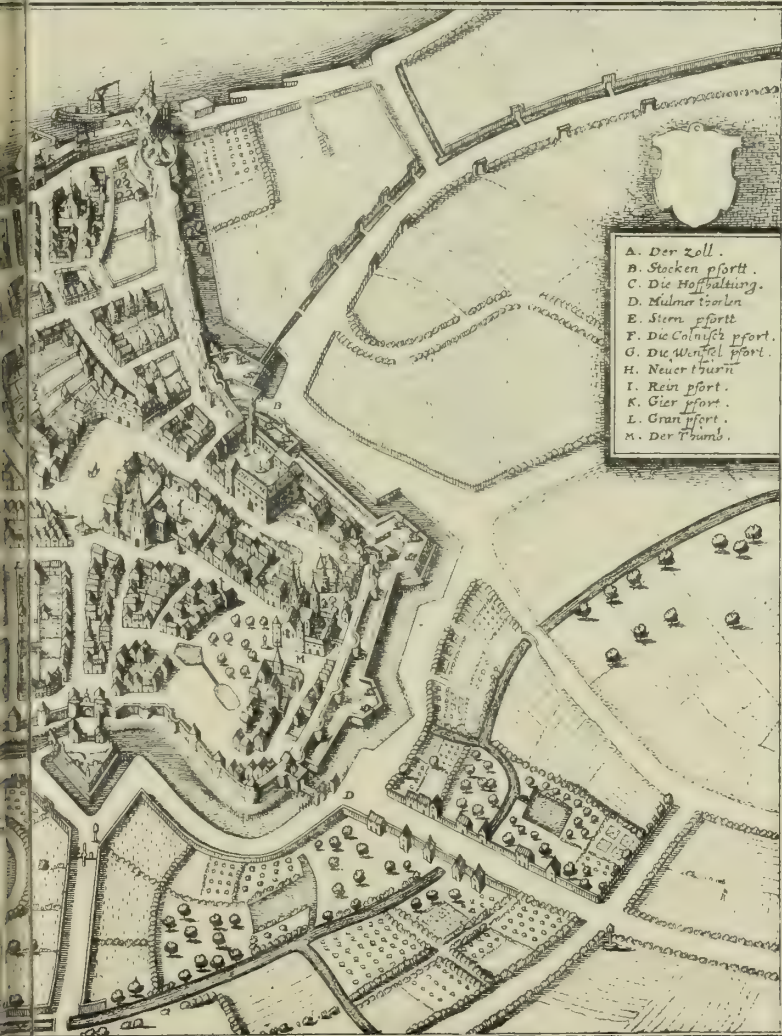 A
B
M
D
A. Der Zoll.
B. Stocken pfortt.
C. Die Hoffhaltung.
D. Mulmer thorlen
E. Stern pfortt
F. Die Colnisch pfort.
G. Die Wentzel pfort.
H. Neuer thurn
I. Rein pfort.
K. Gier pfort.
L. Gran pfort.
M. Der Thumb.